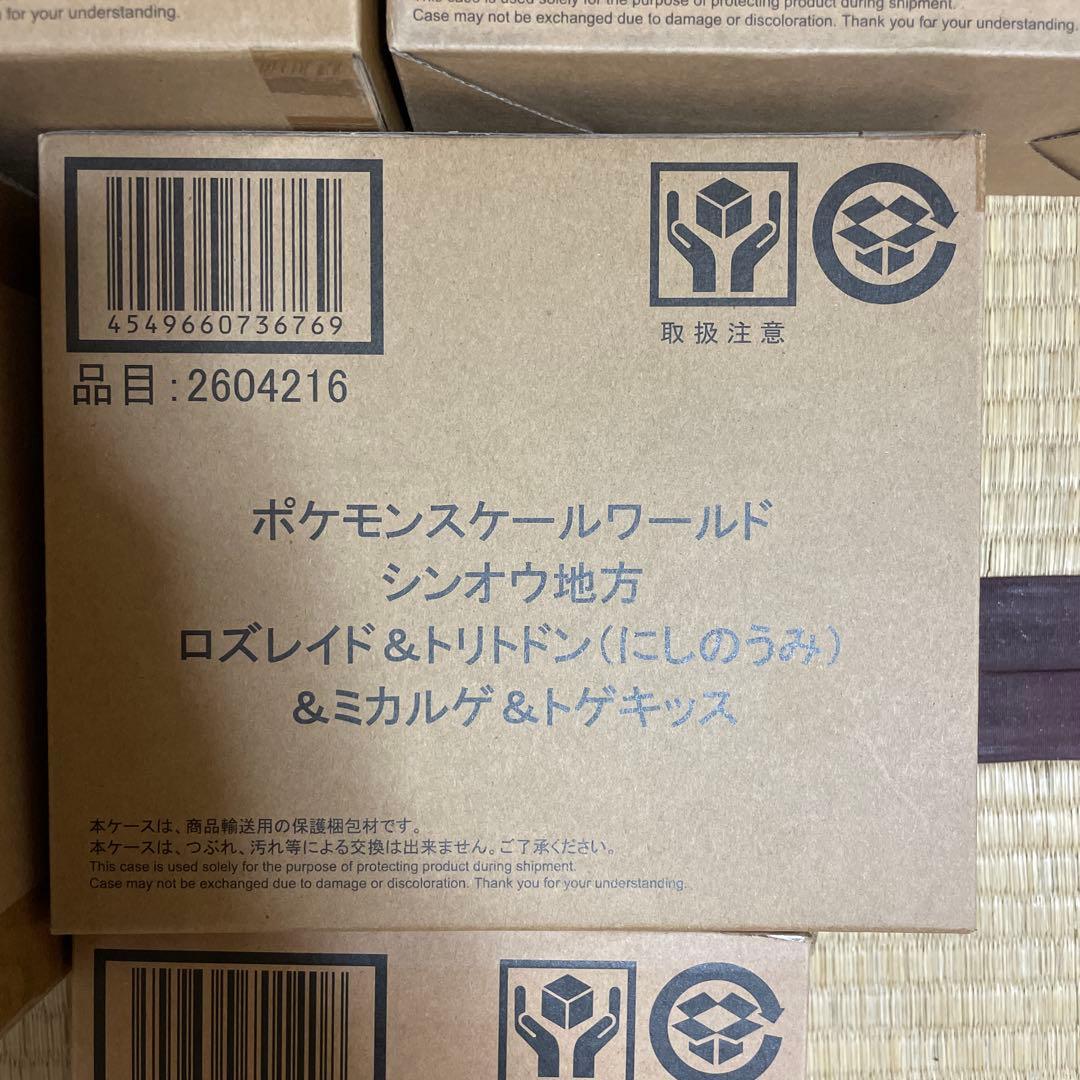 for your understanding.
This case is used solely for the purpose of protecting product during shipment.
Case may not be exchanged due to damage or discoloration. Thank you for your understanding.
4549660736769
取扱注意
品目:2604216
ポケモンスケールワールド
シンオウ地方
ロズレイド&トリトドン(にしのうみ)
&ミカルゲ&トゲキッス
本ケースは、商品輸送用の保護梱包材です。
本ケースは、つぶれ、汚れ等による交換は出来ません。ご了承ください。
This case is used solely for the purpose of protecting product during shipment.
Case may not be exchanged due to damage or discoloration. Thank you for your understanding.